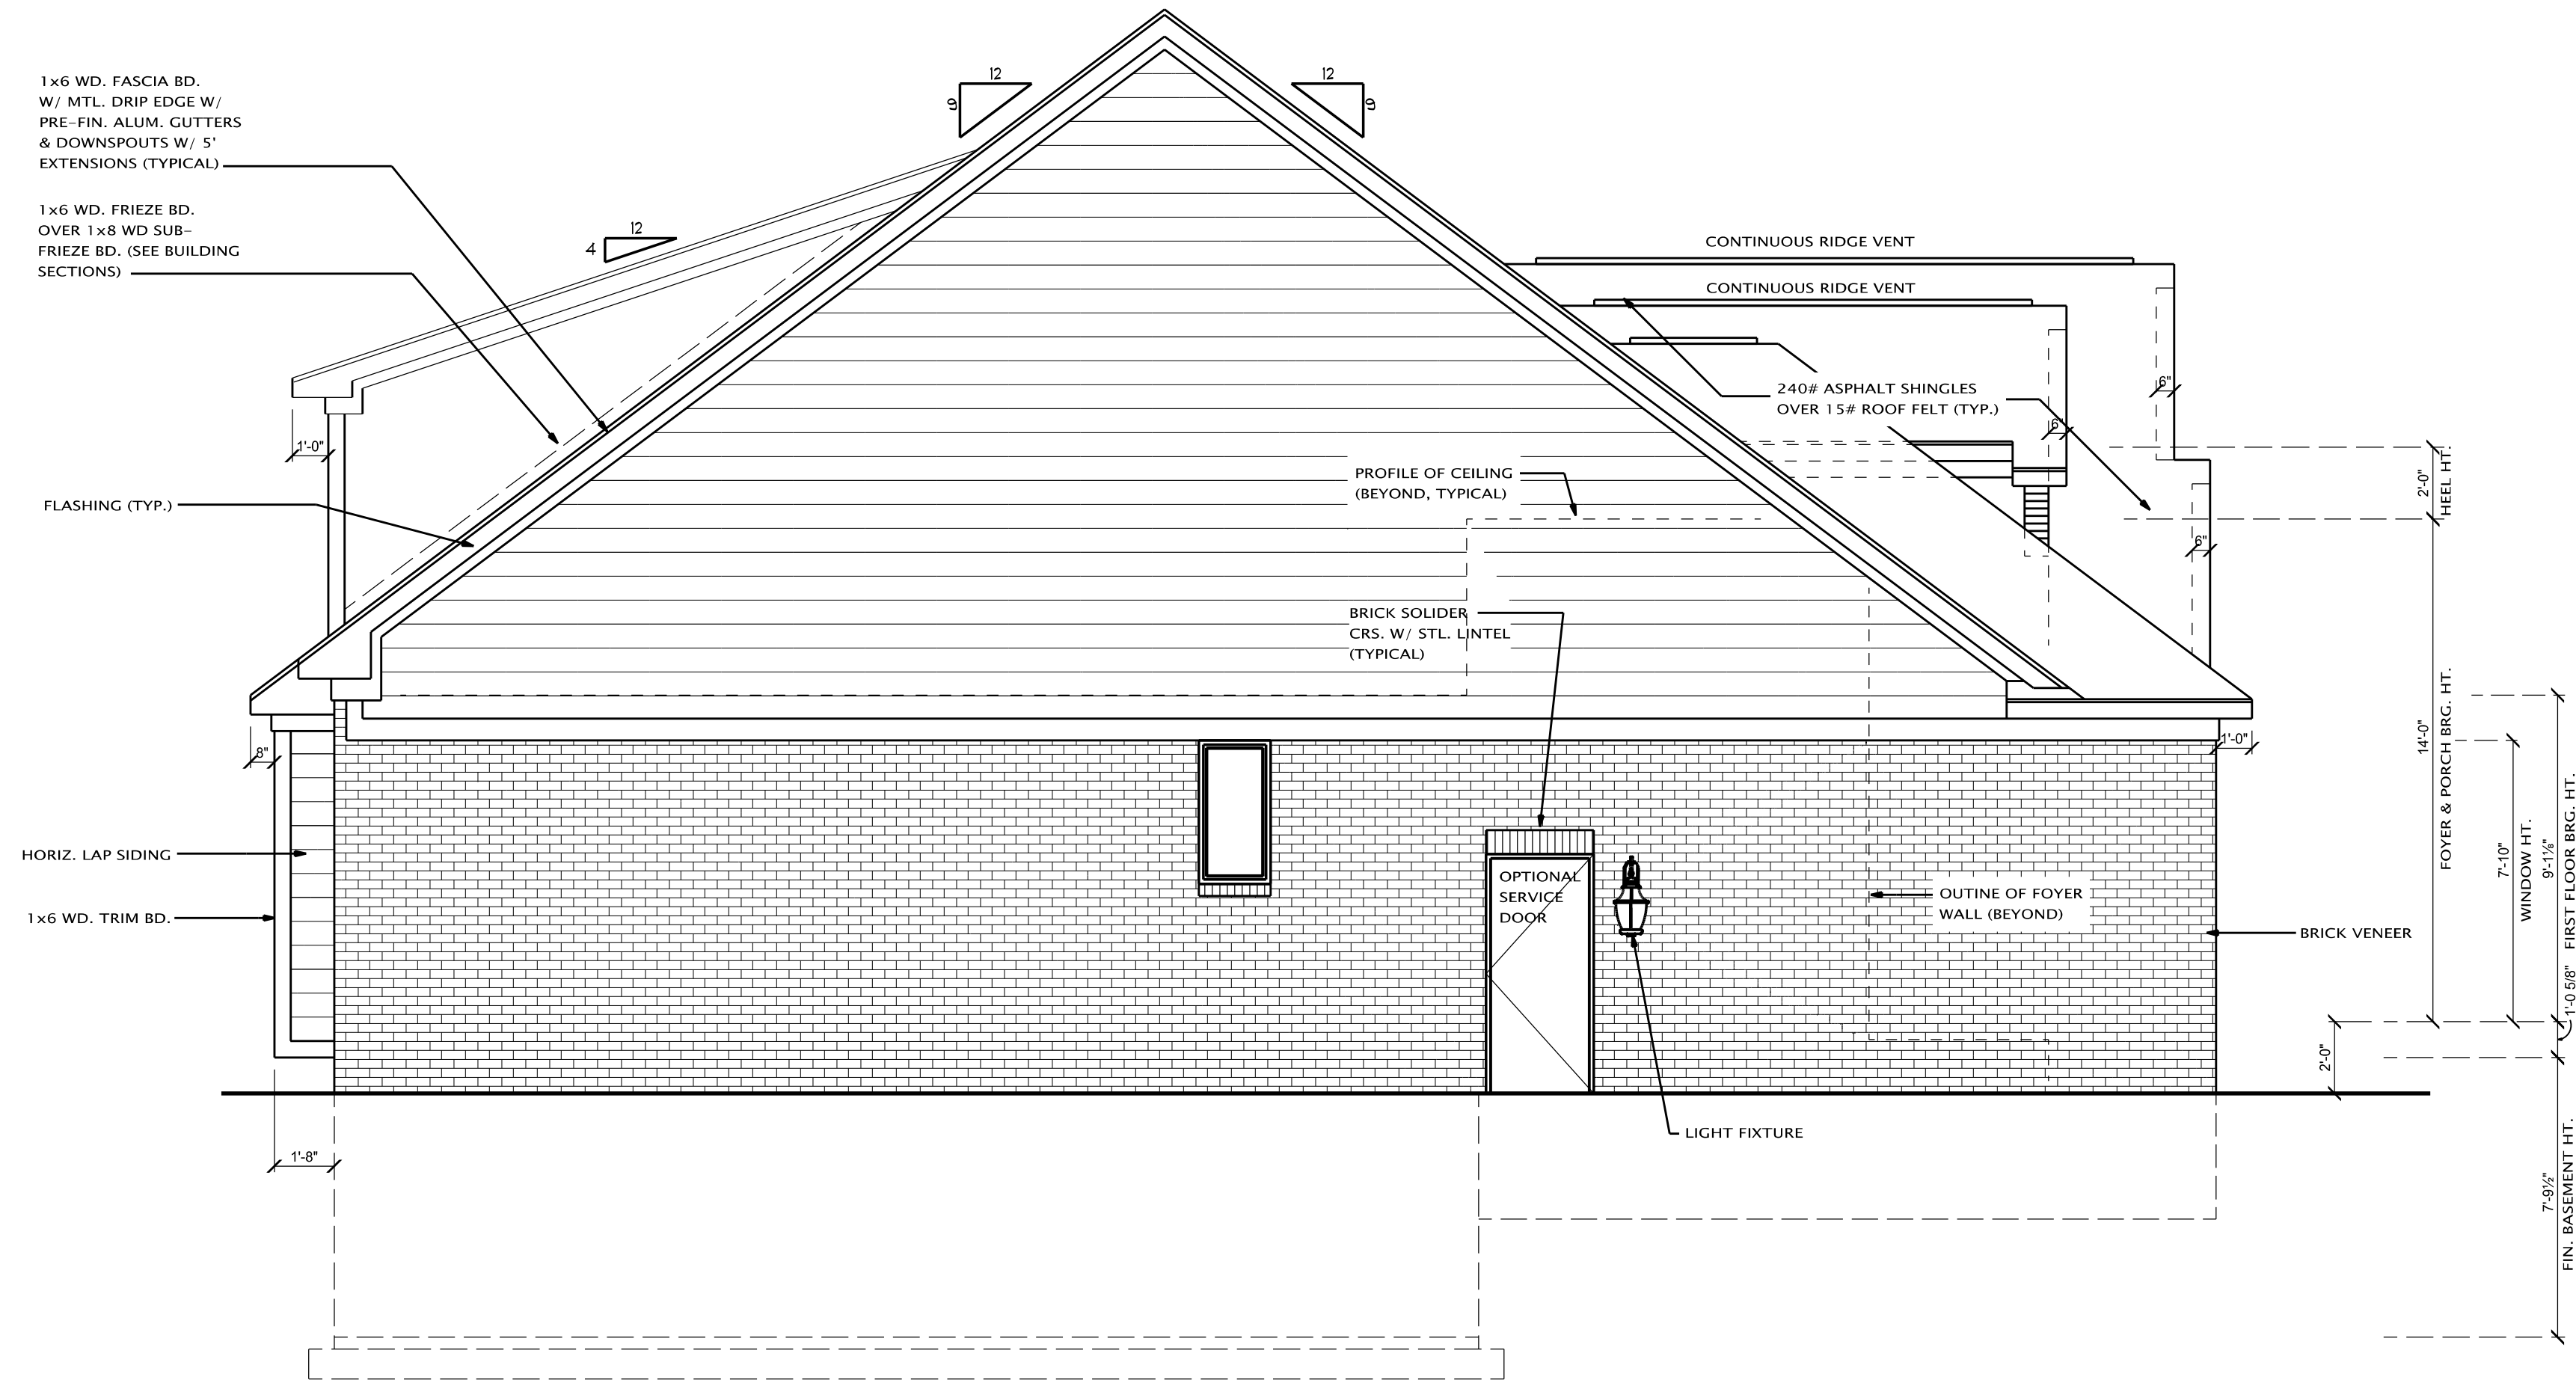 12
9
12
9
1x6 WD. FASCIA BD.
W/ MTL. DRIP EDGE W/
PRE-FIN. ALUM. GUTTERS
& DOWNSPOUTS W/ 5'
EXTENSIONS (TYPICAL)
1x6 WD. FRIEZE BD.
OVER 1x8 WD SUB-
FRIEZE BD. (SEE BUILDING
SECTIONS)
12
4
CONTINUOUS RIDGE VENT
CONTINUOUS RIDGE VENT
240# ASPHALT SHINGLES
OVER 15# ROOF FELT (TYP.)
6"
6"
6"
1'-0"
FLASHING (TYP.)
PROFILE OF CEILING
(BEYOND, TYPICAL)
2'-0"
HEEL HT.
BRICK SOLIDER
CRS. W/ STL. LINTEL
(TYPICAL)
8"
1'-0"
14'-0"
FOYER & PORCH BRG. HT.
7'-10"
WINDOW HT.
9'-1⅛"
FIRST FLOOR BRG. HT.
HORIZ. LAP SIDING
1x6 WD. TRIM BD.
OPTIONAL
SERVICE
DOOR
OUTINE OF FOYER
WALL (BEYOND)
BRICK VENEER
1'-0 5/8"
2'-0"
LIGHT FIXTURE
1'-8"
7'-9½"
FIN. BASEMENT HT.